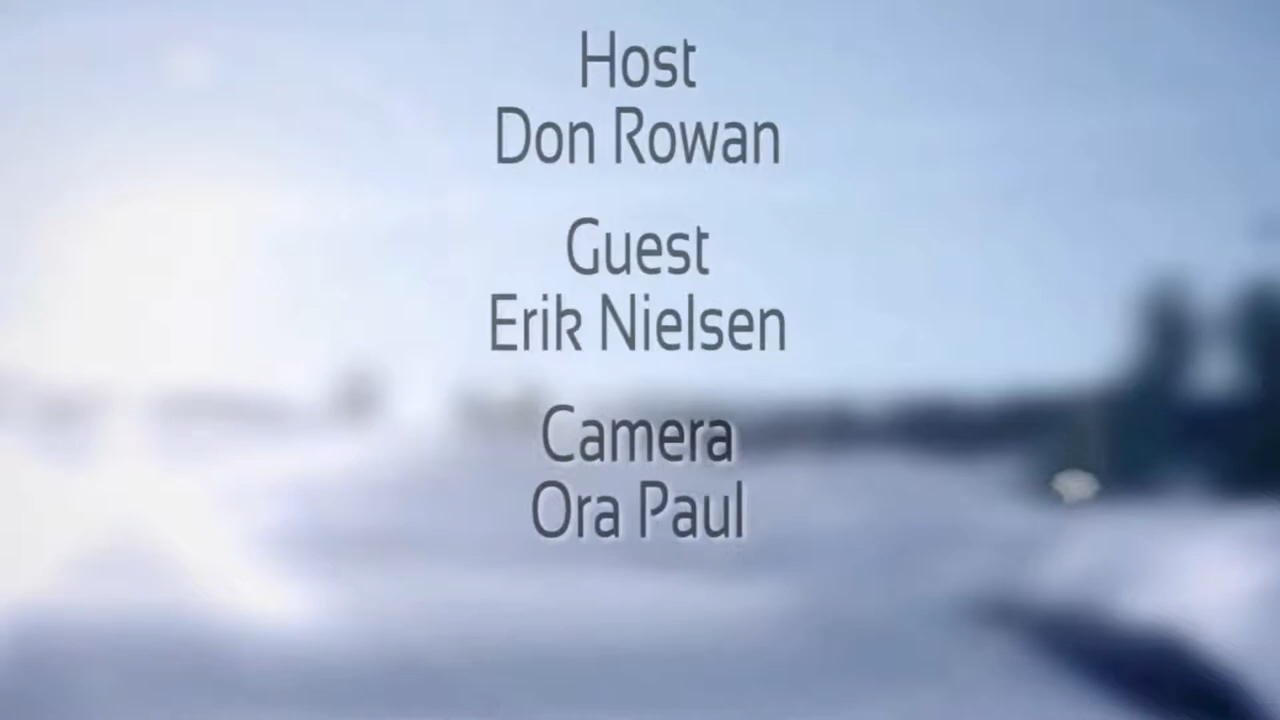 Host
Don Rowan
Guest
Erik Nielsen
Camera
Ora Paul